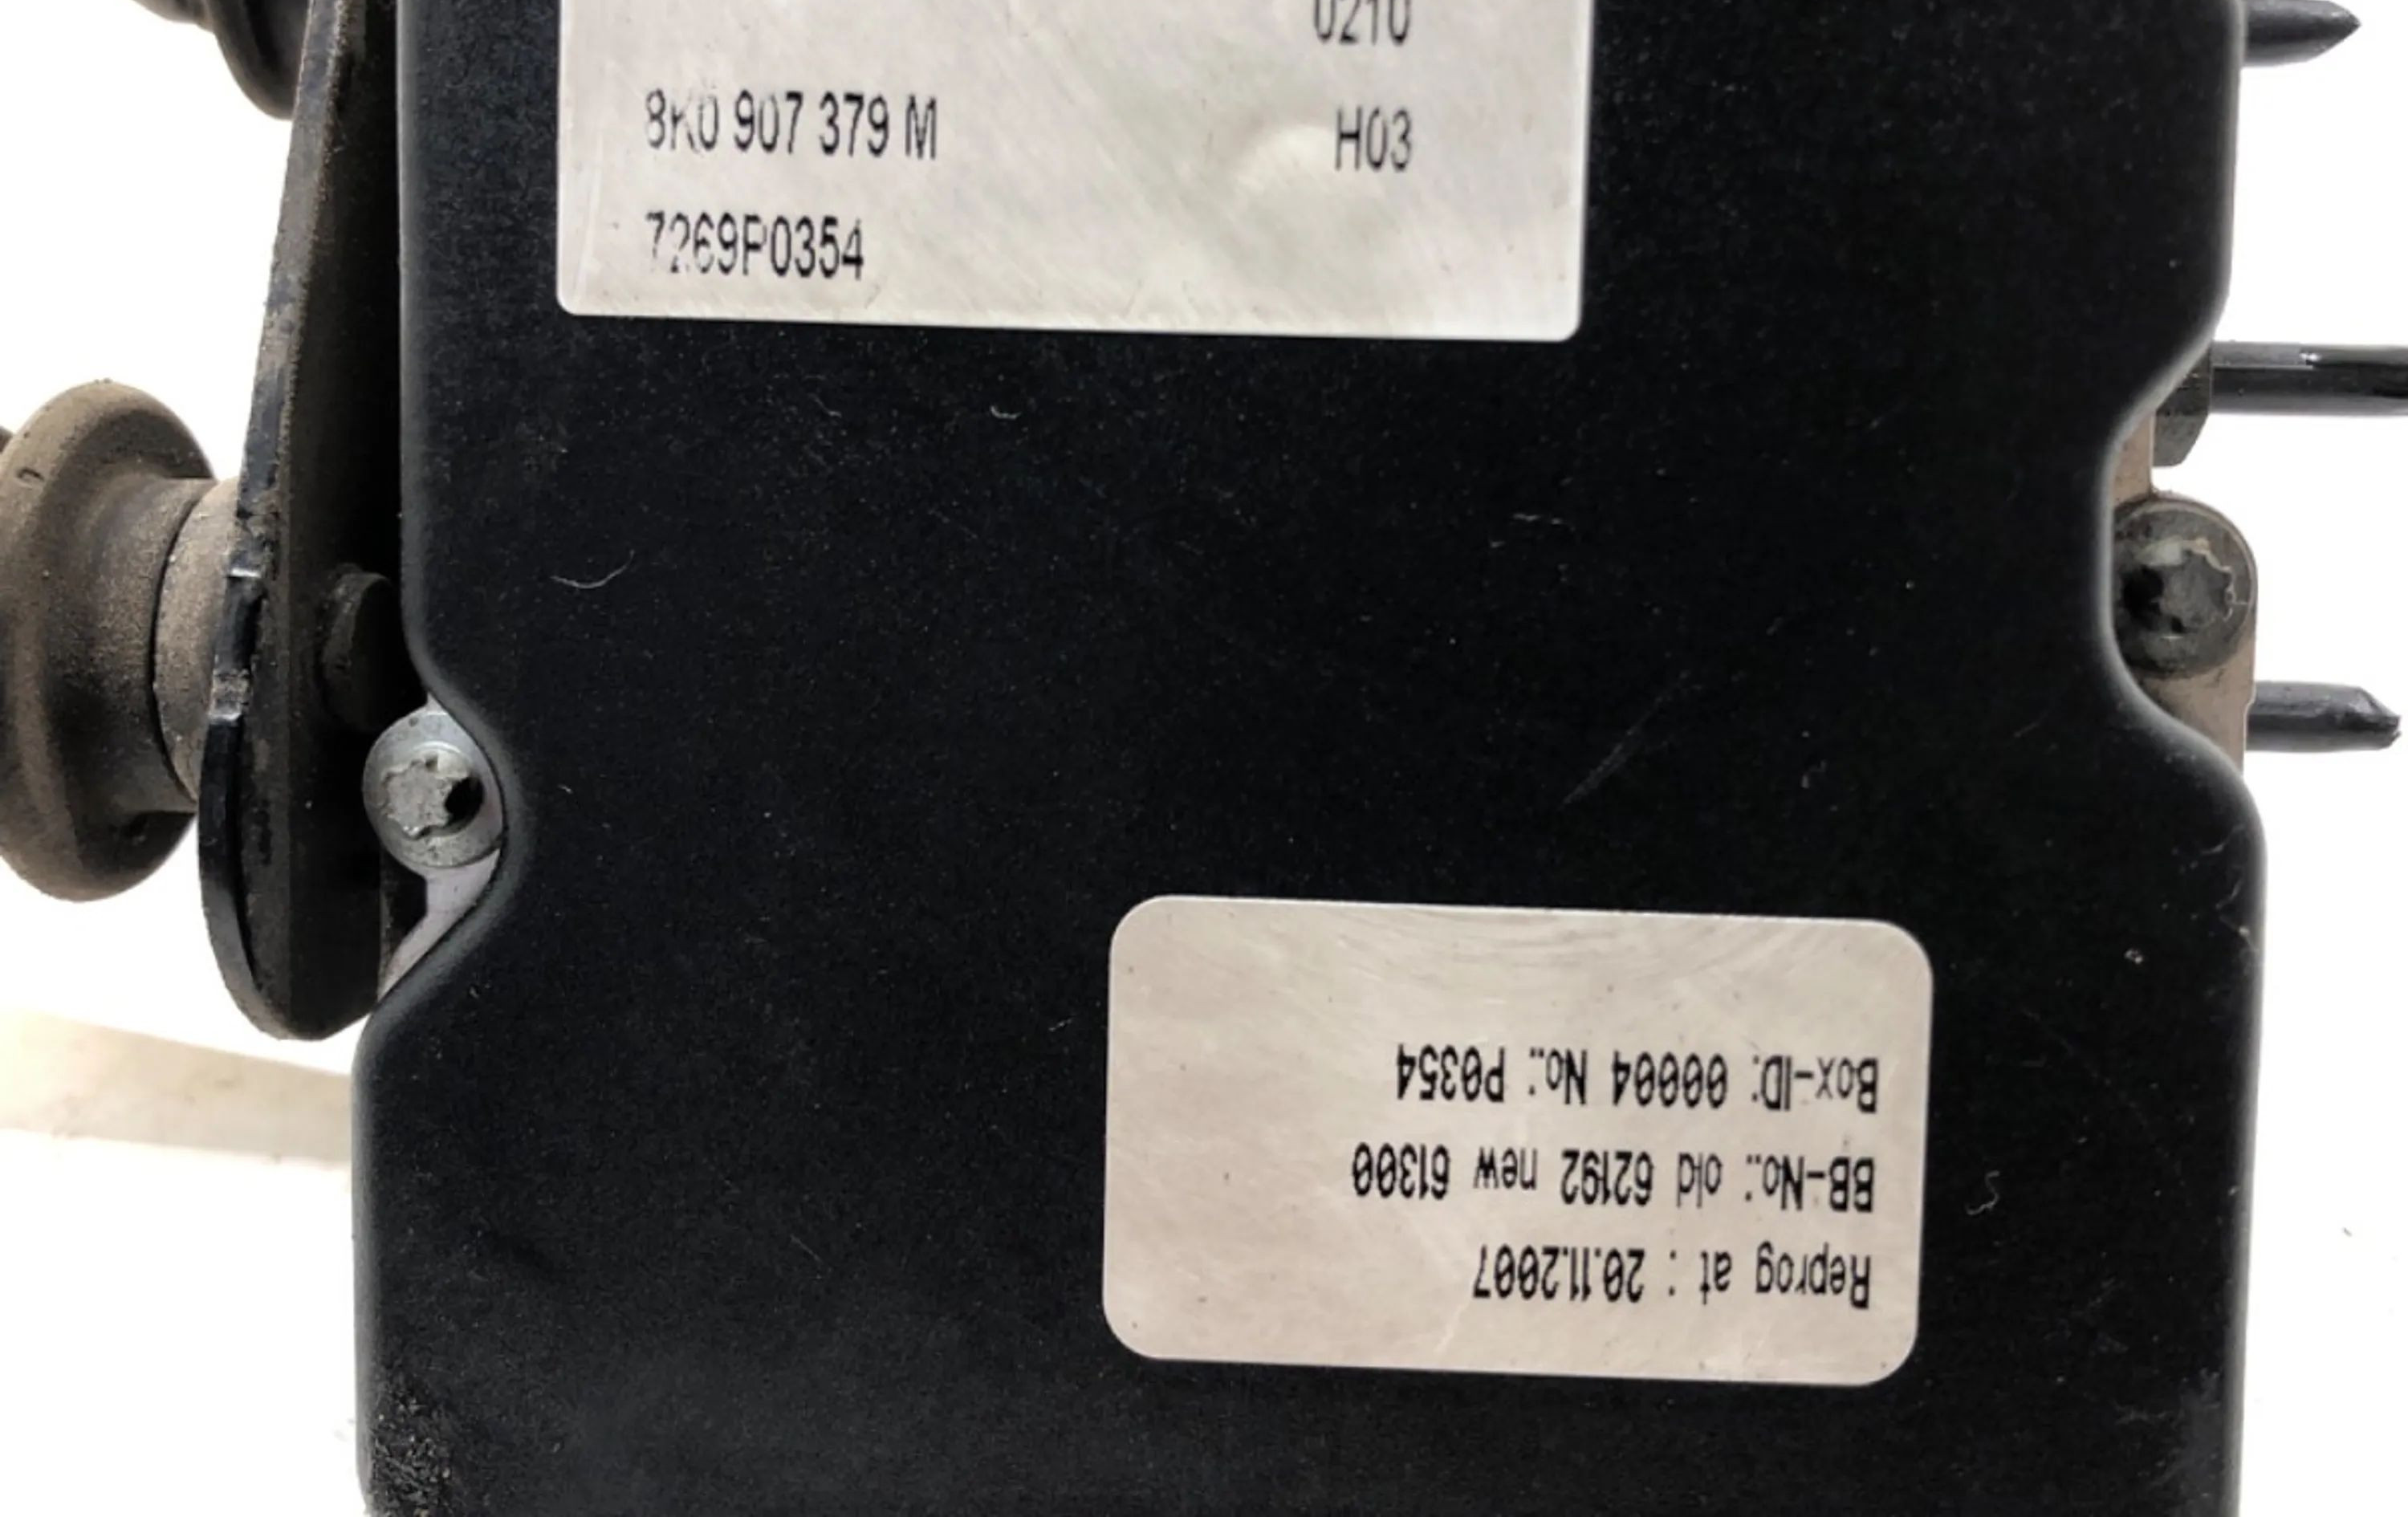 0210
8K0 907 379 M
H03
7269P0354
Box-ID: 00004 No.: P0354
BB-No.: old 62192 new 61300
Reprog at : 20.11.2007